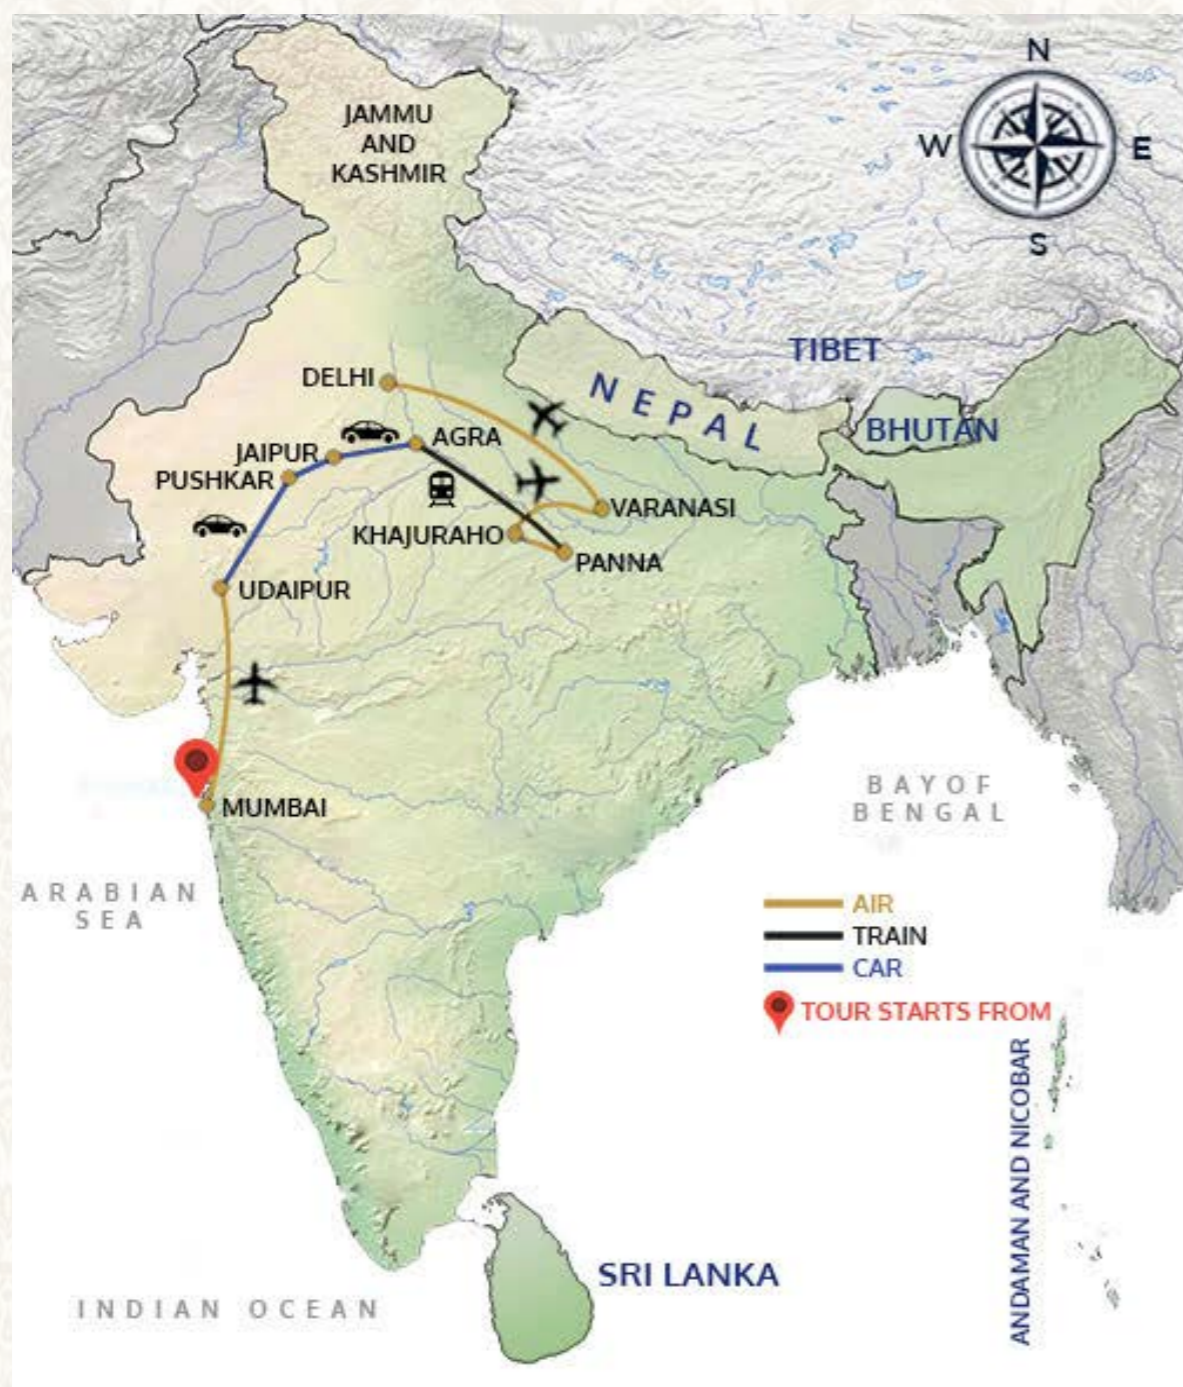 N
JAMMU
AND
KASHMIR
W
E
S
TIBET
DELHI
NEPAL
BHUTAN
AGRA
JAIPUR
PUSHKAR
VARANASI
KHAJURAHO
PANNA
UDAIPUR
MUMBAI
BAY OF
BENGAL
ARABIAN
SEA
AIR
TRAIN
CAR
TOUR STARTS FROM
ANDAMAN AND NICOBAR
SRI LANKA
INDIAN OCEAN